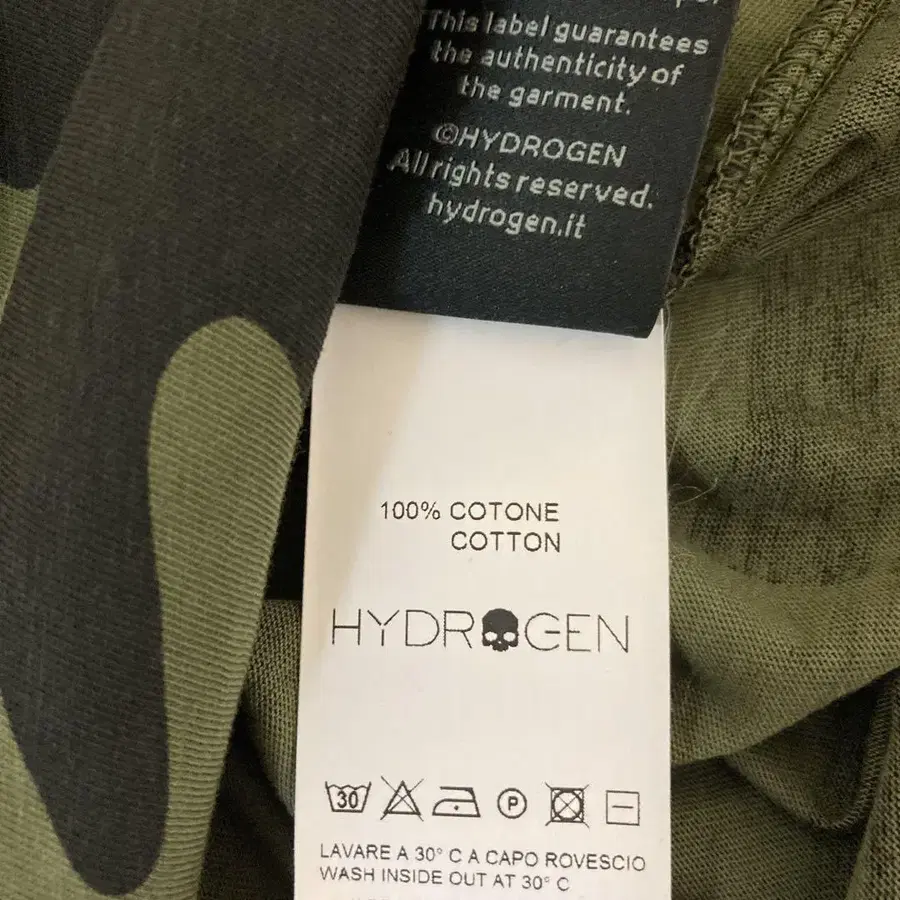 This label guarantees
the authenticity of
the garment.
©HYDROGEN
All rights reserved.
hydrogen.it
100% COTONE
COTTON
HYDROGEN
30 P
LAVARE A 30° C A CAPO ROVESCIO
WASH INSIDE OUT AT 30° C